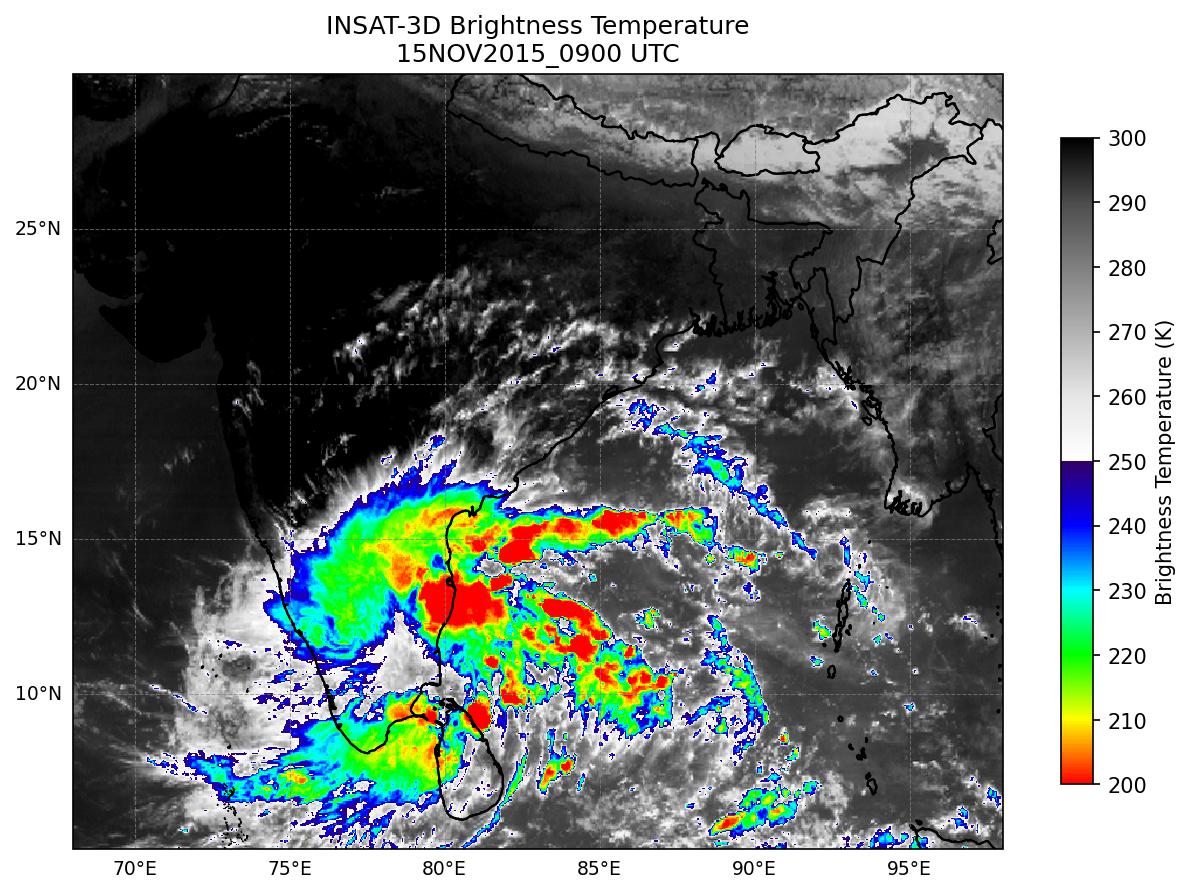 INSAT-3D Brightness Temperature
15NOV2015_0900 UTC
25°N
20°N
15°N
10°N
70°E
75°E
80°E
85°E
90°E
95°E
300
290
280
270
260
250
240
230
220
210
200
Brightness Temperature (K)